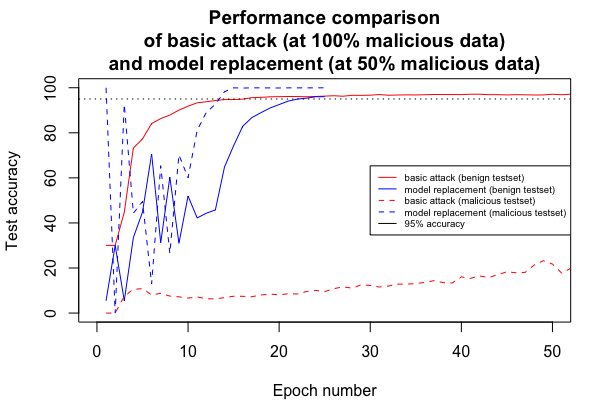 Performance comparison
of basic attack (at 100% malicious data)
and model replacement (at 50% malicious data)
Test accuracy
100
80
60
40
20
0
basic attack (benign testset)
model replacement (benign testset)
basic attack (malicious testset)
model replacement (malicious testset)
95% accuracy
0 10 20 30 40 50
Epoch number